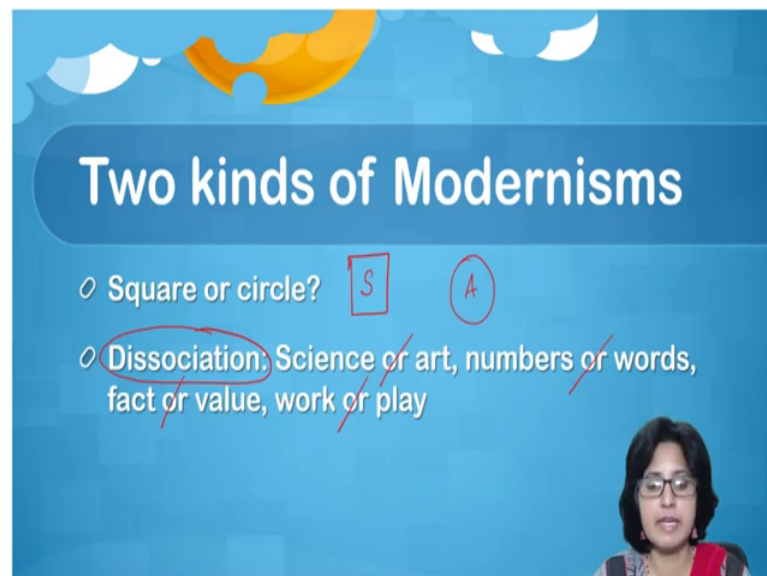 Two kinds of Modernisms
Square or circle? S A
Dissociation: Science or art, numbers or words,
fact or value, work or play